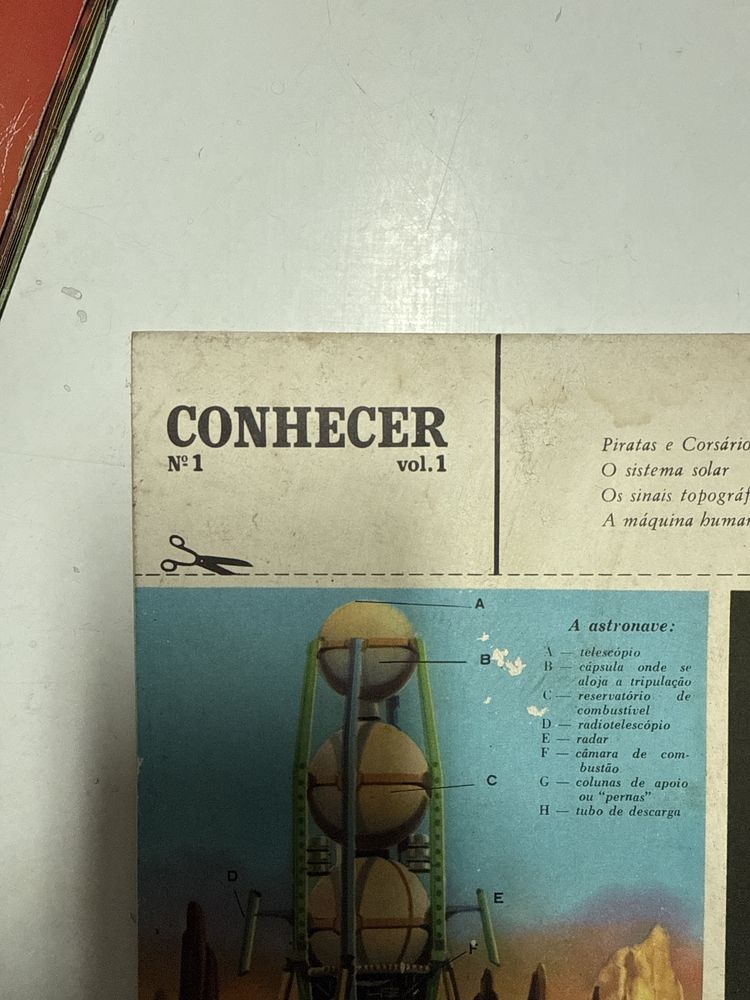 CONHECER
Nº 1 vol. 1
Piratas e Corsário
O sistema solar
Os sinais topográf
A máquina human
A
B
C
D
E
F
A astronave:
A — telescópio
B — cápsula onde se
aloja a tripulação
C — reservatório de
combustível
D — radiotelescópio
E — radar
F — câmara de com-
bustão
G — colunas de apoio
ou "pernas"
H — tubo de descarga